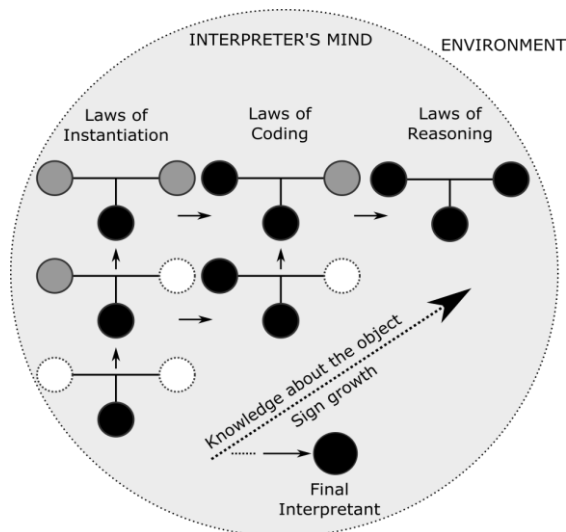 INTERPRETER'S MIND
ENVIRONMENT
Laws of
Instantiation
Laws of
Coding
Laws of
Reasoning
Knowledge about the object
Sign growth
Final
Interpretant